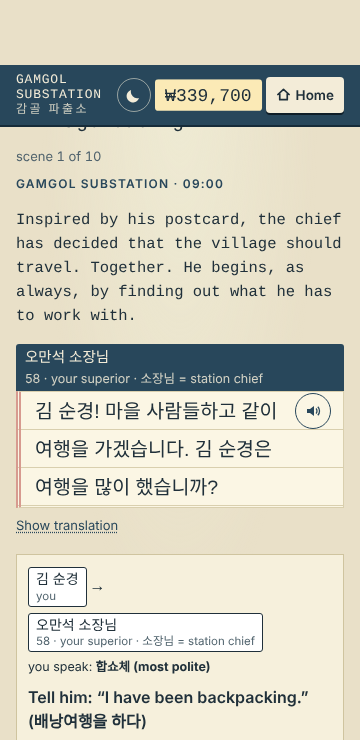 GAMGOL
SUBSTATION
감골 파출소
₩339,700
Home
scene 1 of 10
GAMGOL SUBSTATION · 09:00
Inspired by his postcard, the chief
has decided that the village should
travel. Together. He begins, as
always, by finding out what he has
to work with.
오만석 소장님
58 · your superior · 소장님 = station chief
김 순경! 마을 사람들하고 같이
여행을 가겠습니다. 김 순경은
여행을 많이 했습니까?
Show translation
김 순경
you
→
오만석 소장님
58 · your superior · 소장님 = station chief
you speak: 합쇼체 (most polite)
Tell him: “I have been backpacking.”
(배낭여행을 하다)